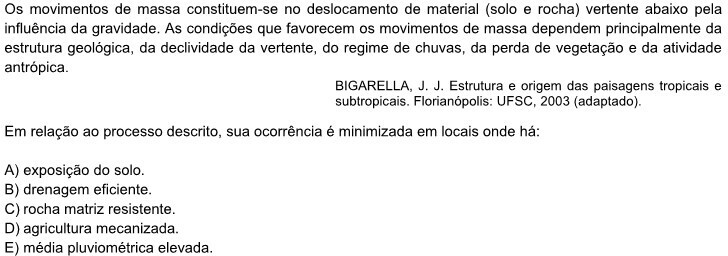 Os movimentos de massa constituem-se no deslocamento de material (solo e rocha) vertente abaixo pela
influência da gravidade. As condições que favorecem os movimentos de massa dependem principalmente da
estrutura geológica, da declividade da vertente, do regime de chuvas, da perda de vegetação e da atividade
antrópica.
BIGARELLA, J. J. Estrutura e origem das paisagens tropicais e
subtropicais. Florianópolis: UFSC, 2003 (adaptado).
Em relação ao processo descrito, sua ocorrência é minimizada em locais onde há:
A) exposição do solo.
B) drenagem eficiente.
C) rocha matriz resistente.
D) agricultura mecanizada.
E) média pluviométrica elevada.